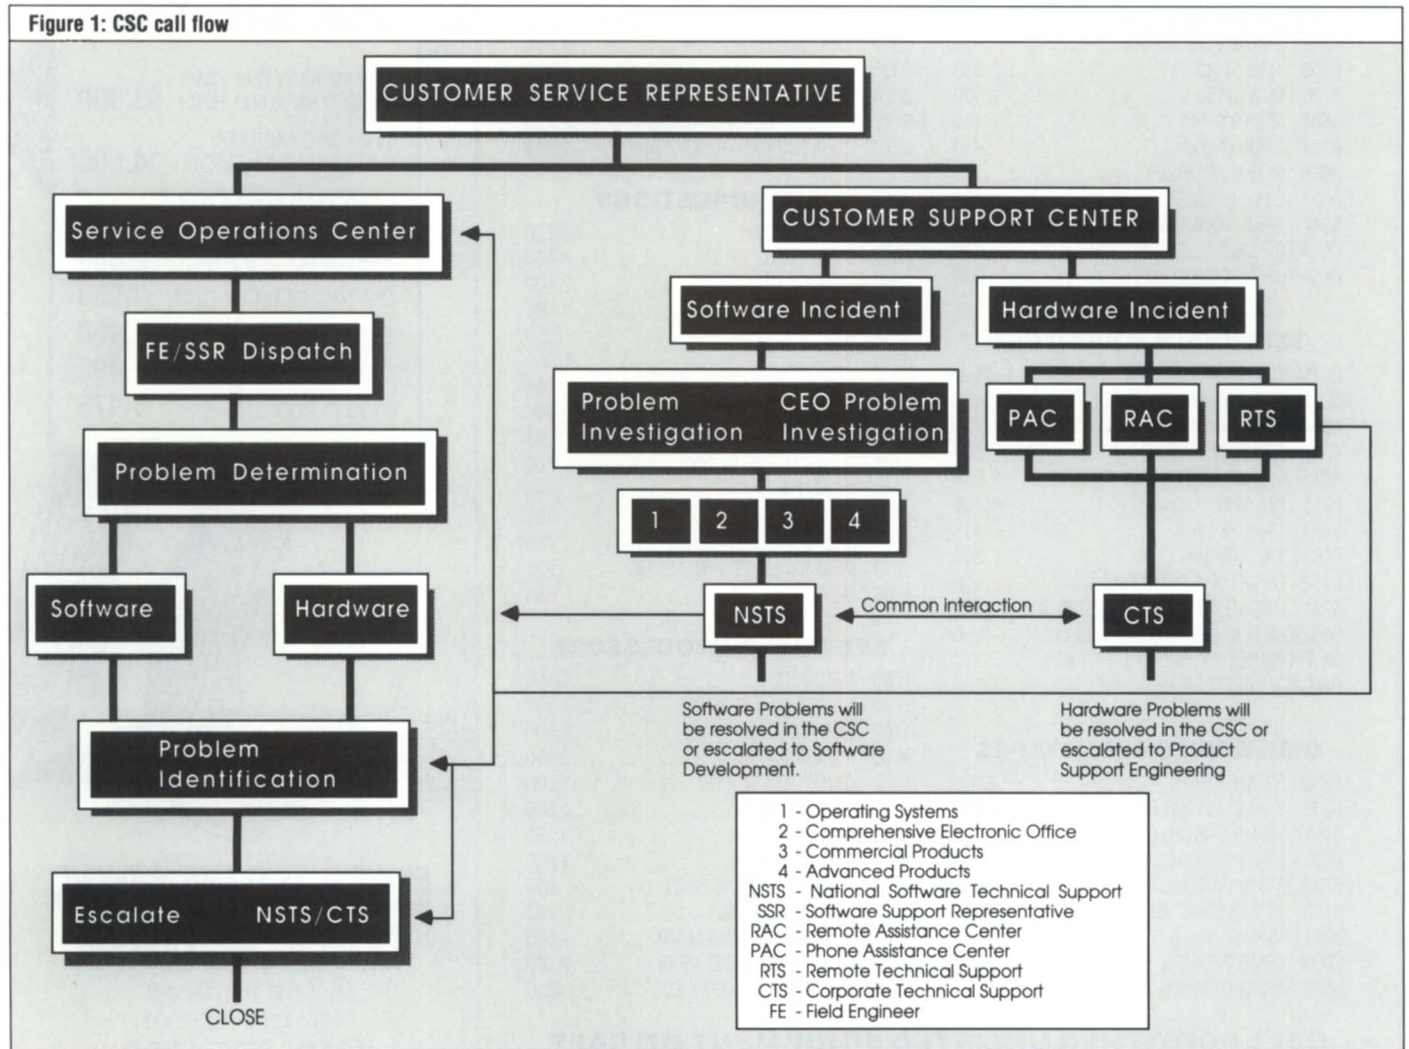 Figure 1: CSC call flow
CUSTOMER SERVICE REPRESENTATIVE
Service Operations Center
CUSTOMER SUPPORT CENTER
FE/SSR Dispatch
Software Incident
Hardware Incident
Problem Investigation
CEO Problem Investigation
PAC
RAC
RTS
Problem Determination
1
2
3
4
Software
Hardware
NSTS
Common interaction
CTS
Problem
Identification
Software Problems will
be resolved in the CSC
or escalated to Software
Development.
Hardware Problems will
be resolved in the CSC or
escalated to Product
Support Engineering
Escalate NSTS/CTS
CLOSE
1 - Operating Systems
2 - Comprehensive Electronic Office
3 - Commercial Products
4 - Advanced Products
NSTS - National Software Technical Support
SSR - Software Support Representative
RAC - Remote Assistance Center
PAC - Phone Assistance Center
RTS - Remote Technical Support
CTS - Corporate Technical Support
FE - Field Engineer